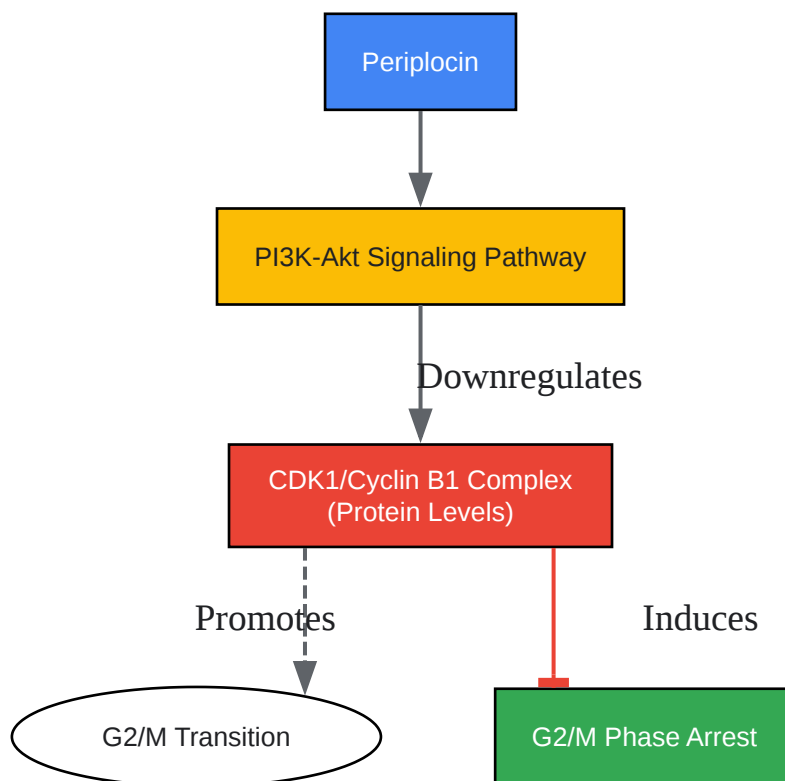 Periplocin
PI3K-Akt Signaling Pathway
Downregulates
CDK1/Cyclin B1 Complex
(Protein Levels)
Promotes
Induces
G2/M Transition
G2/M Phase Arrest